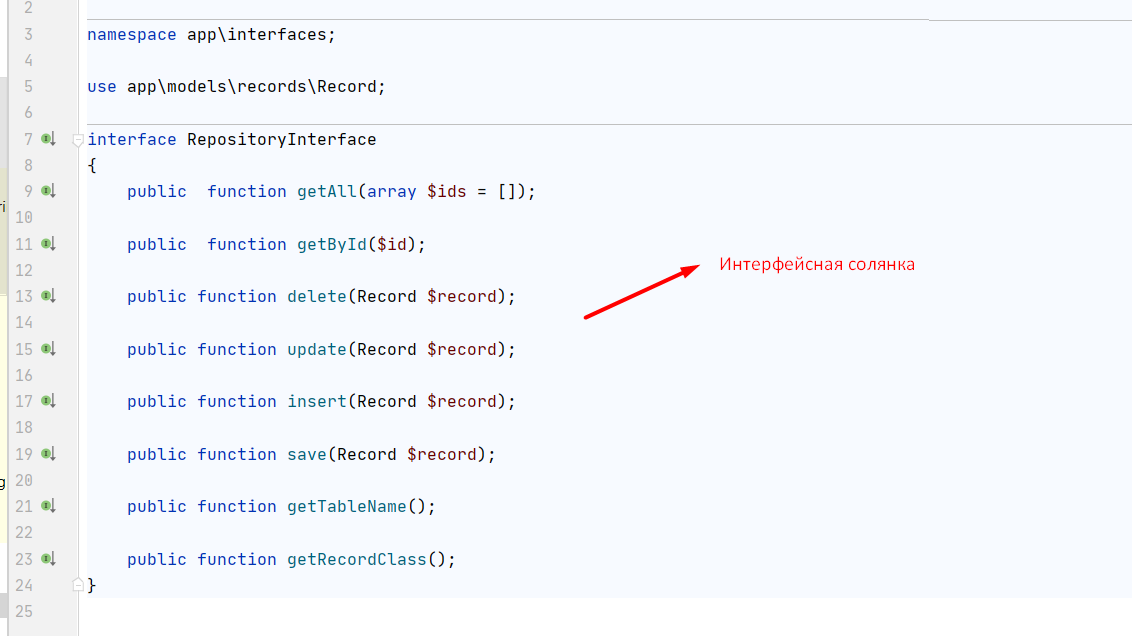 2
3 namespace app\interfaces;
4
5 use app\models\records\Record;
6
7 interface RepositoryInterface
8 {
9 public  function getAll(array $ids = []);
10
11 public  function getById($id);
12
Интерфейсная солянка
13 public function delete(Record $record);
14
15 public function update(Record $record);
16
17 public function insert(Record $record);
18
19 public function save(Record $record);
20
21 public function getTableName();
22
23 public function getRecordClass();
24 }
25